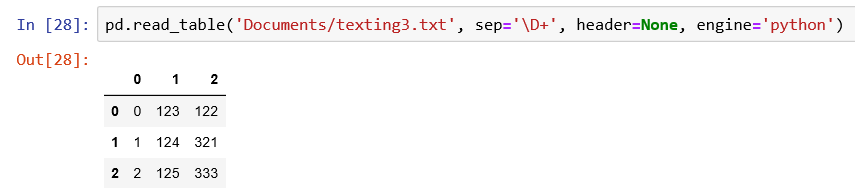 In [28]: pd.read_table('Documents/texting3.txt', sep='\D+', header=None, engine='python')
Out[28]:
0 1 2
0 0 123 122
1 1 124 321
2 2 125 333